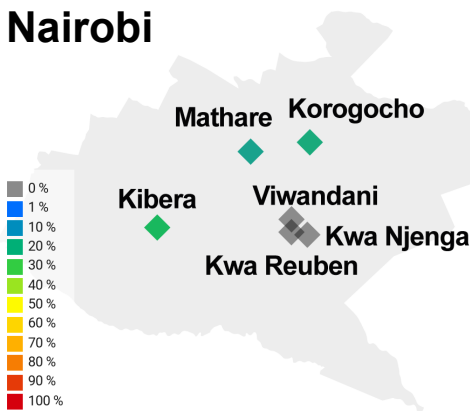 Nairobi
Korogocho
Mathare
Kibera
Viwandani
Kwa Njenga
Kwa Reuben
0 %
1 %
10 %
20 %
30 %
40 %
50 %
60 %
70 %
80 %
90 %
100 %